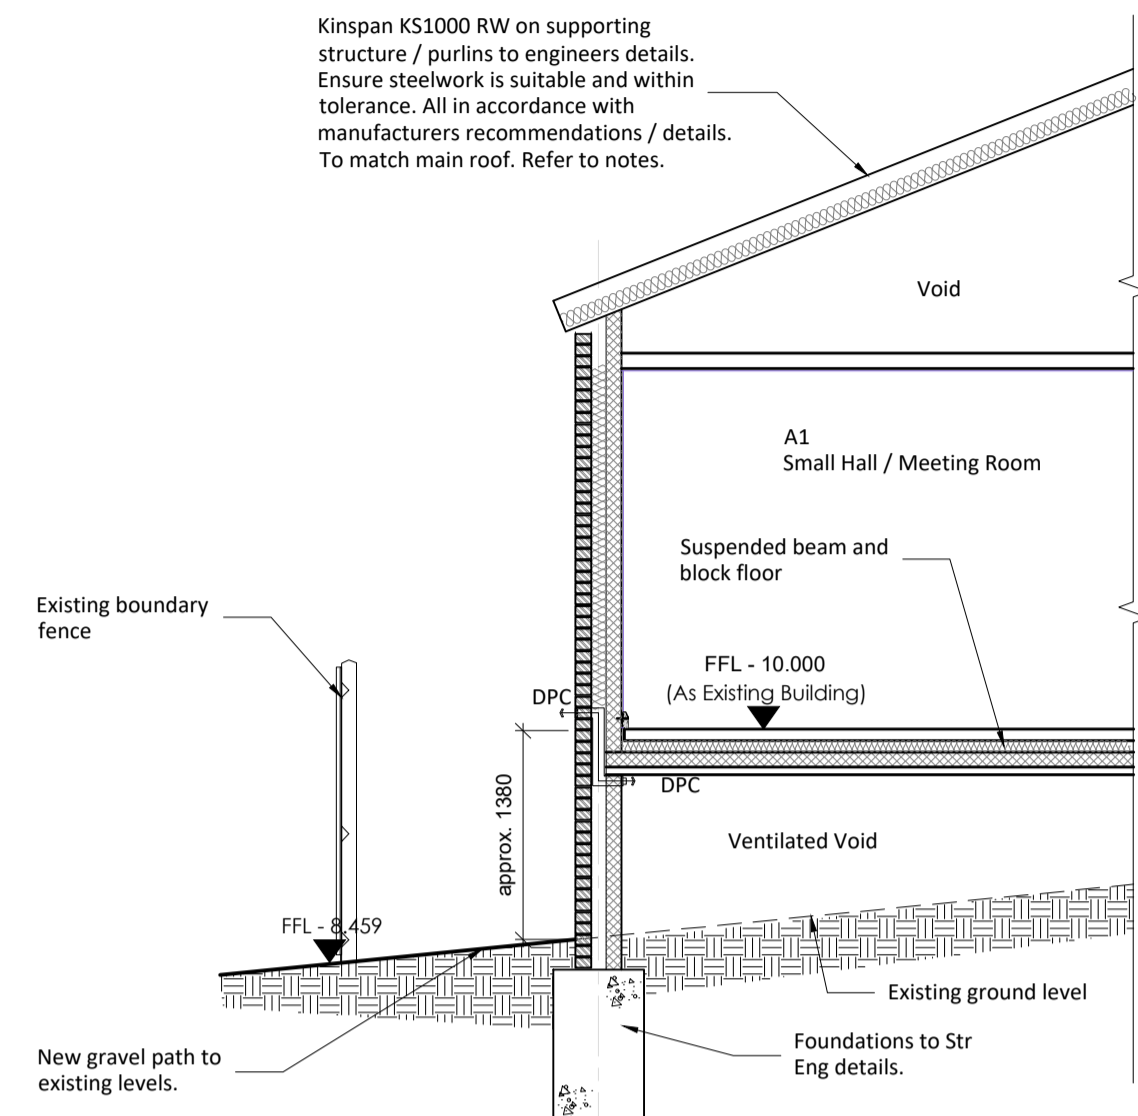 Kinspan KS1000 RW on supporting
structure / purlins to engineers details.
Ensure steelwork is suitable and within
tolerance. All in accordance with
manufacturers recommendations / details.
To match main roof. Refer to notes.
Void
A1
Small Hall / Meeting Room
Suspended beam and
block floor
Existing boundary
fence
FFL - 10.000
(As Existing Building)
DPC
DPC
approx. 1380
Ventilated Void
FFL - 8.459
Existing ground level
Foundations to Str
Eng details.
New gravel path to
existing levels.